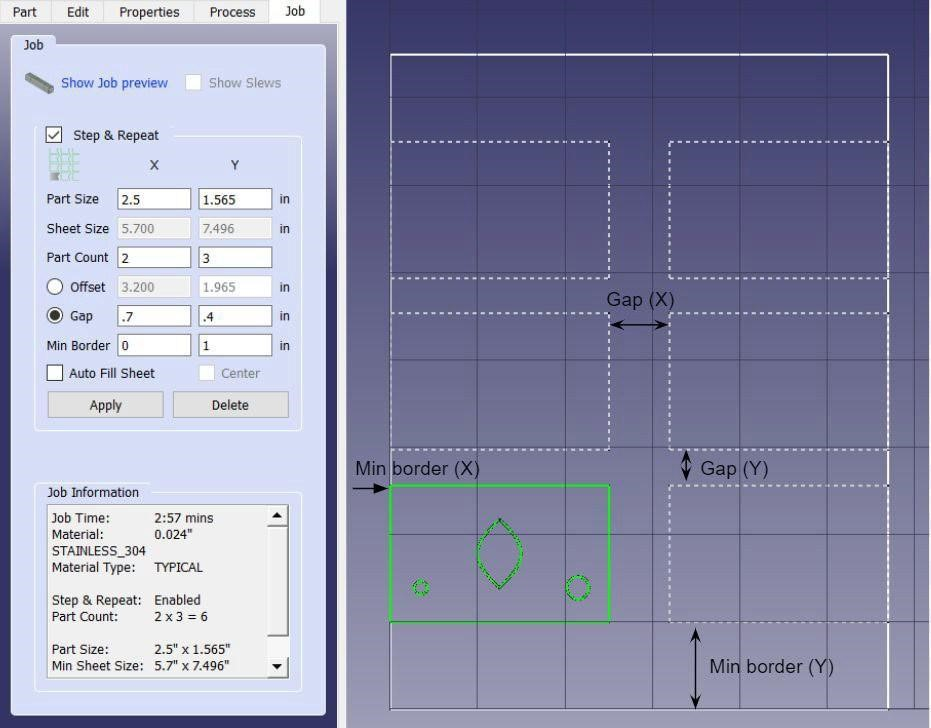 Part Edit Properties Process Job
Job
Show Job preview Show Slews
Step & Repeat
X Y
Part Size 2.5 1.565 in
Sheet Size 5.700 7.496 in
Part Count 2 3
Offset 3.200 1.965 in
Gap .7 .4 in
Min Border 0 1 in
Auto Fill Sheet Center
Apply Delete
Job Information
Job Time: 2:57 mins
Material: 0.024"
STAINLESS_304
Material Type: TYPICAL
Step & Repeat: Enabled
Part Count: 2 x 3 = 6
Part Size: 2.5" x 1.565"
Min Sheet Size: 5.7" x 7.496"
Gap (X)
Min border (X)
Gap (Y)
Min border (Y)